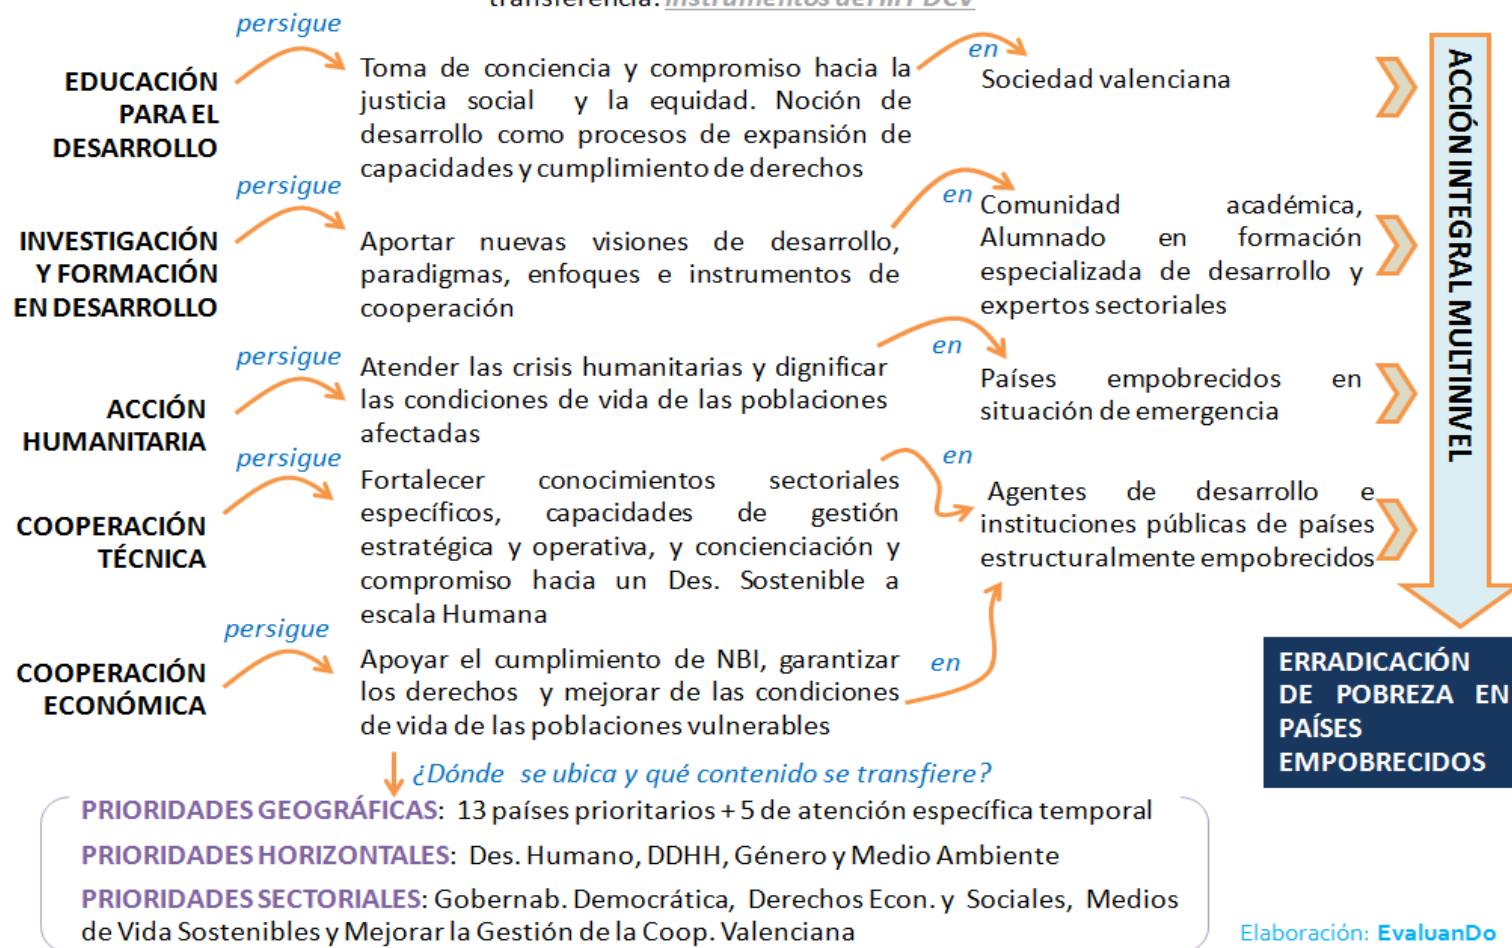 transferencia: Instrumentos del III PDCV
persigue
EDUCACIÓN
PARA EL
DESARROLLO
Toma de conciencia y compromiso hacia la
justicia social y la equidad. Noción de
desarrollo como procesos de expansión de
capacidades y cumplimiento de derechos
en
Sociedad valenciana
persigue
INVESTIGACIÓN
Y FORMACIÓN
EN DESARROLLO
Aportar nuevas visiones de desarrollo,
paradigmas, enfoques e instrumentos de
cooperación
en
Comunidad académica,
Alumnado en formación
especializada de desarrollo y
expertos sectoriales
persigue
ACCIÓN
HUMANITARIA
Atender las crisis humanitarias y dignificar
las condiciones de vida de las poblaciones
afectadas
en
Países empobrecidos en
situación de emergencia
persigue
COOPERACIÓN
TÉCNICA
Fortalecer conocimientos sectoriales
específicos, capacidades de gestión
estratégica y operativa, y concienciación y
compromiso hacia un Des. Sostenible a
escala Humana
en
Agentes de desarrollo e
instituciones públicas de países
estructuralmente empobrecidos
persigue
COOPERACIÓN
ECONÓMICA
Apoyar el cumplimiento de NBI, garantizar
los derechos y mejorar de las condiciones
de vida de las poblaciones vulnerables
en
ACCIÓN INTEGRAL MULTINIVEL
ERRADICACIÓN
DE POBREZA EN
PAÍSES
EMPOBRECIDOS
¿Dónde se ubica y qué contenido se transfiere?
PRIORIDADES GEOGRÁFICAS: 13 países prioritarios + 5 de atención específica temporal
PRIORIDADES HORIZONTALES: Des. Humano, DDHH, Género y Medio Ambiente
PRIORIDADES SECTORIALES: Gobernab. Democrática, Derechos Econ. y Sociales, Medios
de Vida Sostenibles y Mejorar la Gestión de la Coop. Valenciana
Elaboración: EvaluanDo